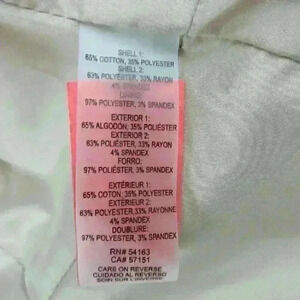 SHELL 1:
65% COTTON, 35% POLYESTER
SHELL 2:
63% POLYESTER, 33% RAYON
4% SPANDEX
LINING:
97% POLYESTER, 3% SPANDEX
EXTERIOR 1:
65% ALGODÓN; 35% POLIÉSTER
EXTERIOR 2:
63% POLIÉSTER, 33% RAYON
4% SPANDEX
FORRO:
97% POLIÉSTER; 3% SPANDEX
EXTÉRIEUR 1:
65% COTON; 35% POLYESTER
EXTÉRIEUR 2:
63% POLYESTER,33% RAYONNE
4% SPANDEX
DOUBLURE:
97% POLYESTER; 3% SPANDEX
RN# 54163
CA# 57151
CARE ON REVERSE
CUIDADO AL REVERSO
SOIN SUR L'ENVERS